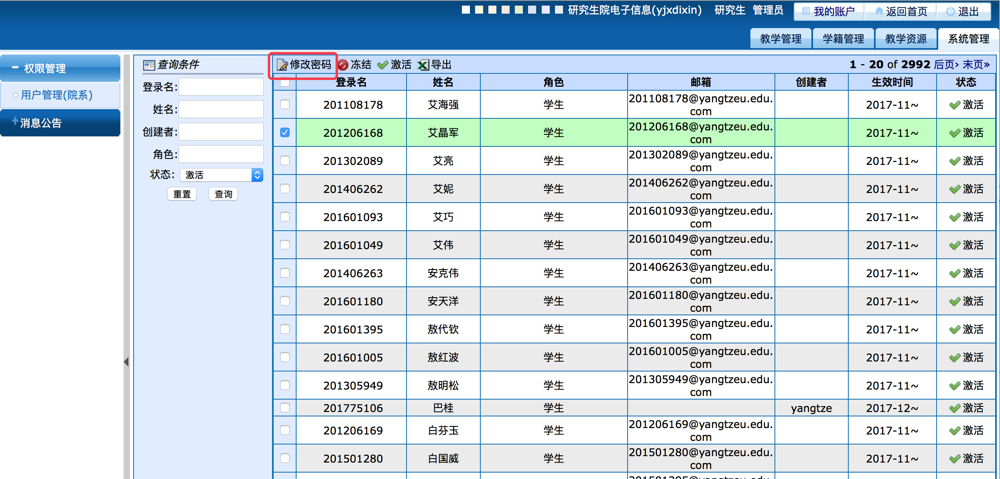 研究生院电子信息(yjxdixin) 研究生 管理员 我的账户 返回首页 退出
教学管理 学籍管理 教学资源 系统管理
权限管理
用户管理(院系)
消息公告
查询条件
登录名:
姓名:
创建者:
角色:
状态: 激活
重置 查询
修改密码 冻结 激活 导出 1 - 20 of 2992 后页› 末页»
登录名 姓名 角色 邮箱 创建者 生效时间 状态
201108178 艾海强 学生 201108178@yangtzeu.edu.com 2017-11~ 激活
201206168 艾晶军 学生 201206168@yangtzeu.edu.com 2017-11~ 激活
201302089 艾亮 学生 201302089@yangtzeu.edu.com 2017-11~ 激活
201406262 艾妮 学生 201406262@yangtzeu.edu.com 2017-11~ 激活
201601093 艾巧 学生 201601093@yangtzeu.edu.com 2017-11~ 激活
201601049 艾伟 学生 201601049@yangtzeu.edu.com 2017-11~ 激活
201406263 安克伟 学生 201406263@yangtzeu.edu.com 2017-11~ 激活
201601180 安天洋 学生 201601180@yangtzeu.edu.com 2017-11~ 激活
201601395 敖代钦 学生 201601395@yangtzeu.edu.com 2017-11~ 激活
201601005 敖红波 学生 201601005@yangtzeu.edu.com 2017-11~ 激活
201305949 敖明松 学生 201305949@yangtzeu.edu.com 2017-11~ 激活
201775106 巴桂 学生 yangtze 2017-12~ 激活
201206169 白芬玉 学生 201206169@yangtzeu.edu.com 2017-11~ 激活
201501280 白国威 学生 201501280@yangtzeu.edu.com 2017-11~ 激活